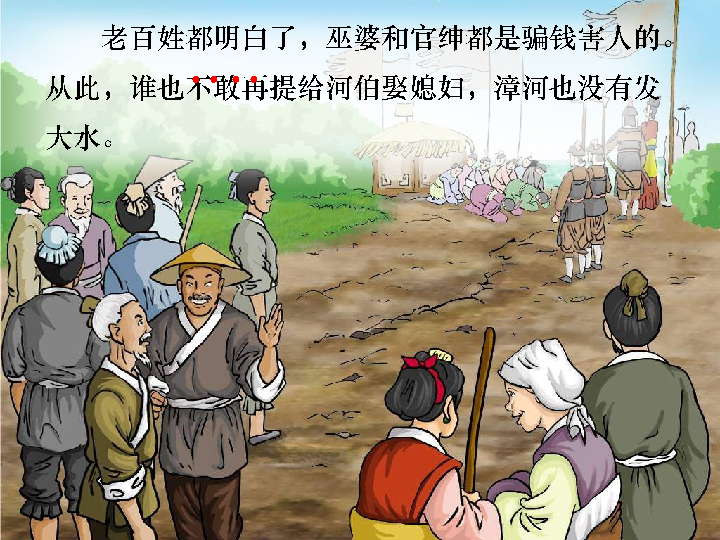 老百姓都明白了，巫婆和官绅都是骗钱害人的。
从此，谁也不敢再提给河伯娶媳妇，漳河也没有发
大水。